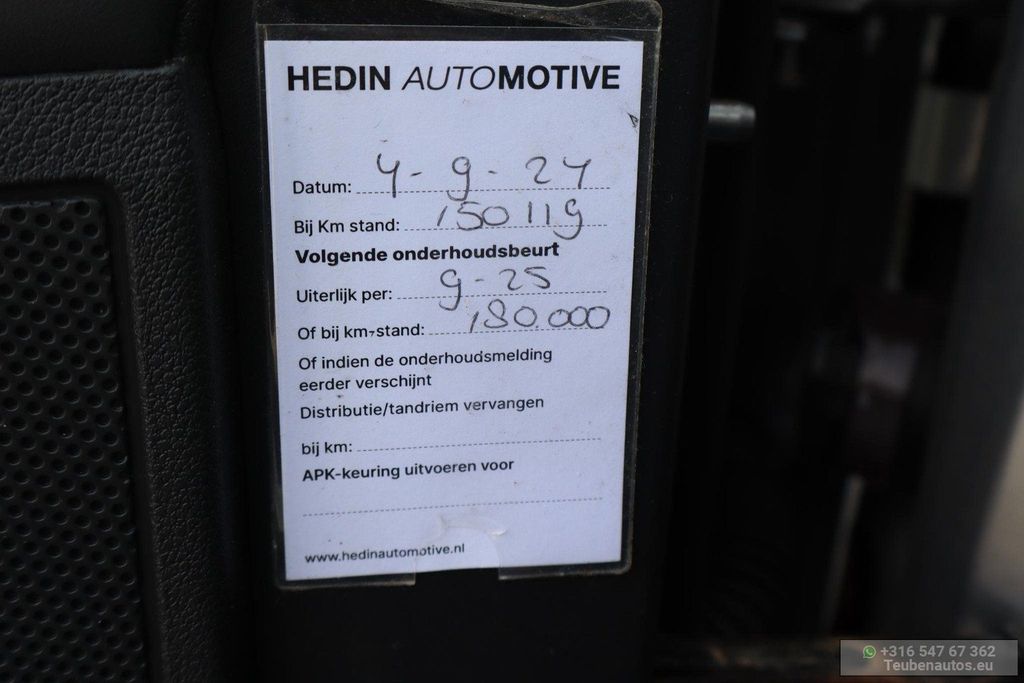 HEDIN AUTOMOTIVE
Datum: 4-9-24
Bij Km stand: 150119
Volgende onderhoudsbeurt
Uiterlijk per: 9-25
Of bij km-stand: 180.000
Of indien de onderhoudsmelding
eerder verschijnt
Distributie/tandriem vervangen
bij km:
APK-keuring uitvoeren voor
www.hedinautomotive.nl
+316 547 67 362
Teubenautos.eu